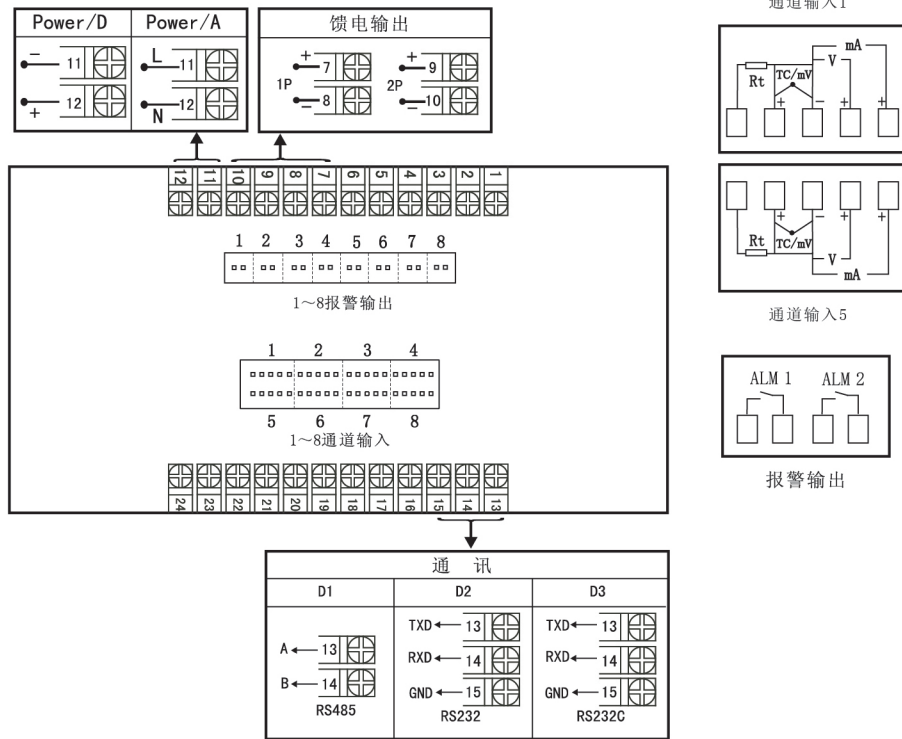 通道输入1
Power/D Power/A 馈电输出
− 11 L 11 + 7 + 9
1P 2P
+ 12 N 12 − 8 − 10
mA
V
Rt TC/mV
+ − + +
12 11 10 9 8 7 6 5 4 3 2 1
+ − + +
Rt TC/mV
V
mA
1 2 3 4 5 6 7 8
1～8报警输出
通道输入5
1 2 3 4
5 6 7 8
1～8通道输入
ALM 1 ALM 2
报警输出
24 23 22 21 20 19 18 17 16 15 14 13
通 讯
D1 D2 D3
TXD 13 TXD 13
A 13 RXD 14 RXD 14
B 14 GND 15 GND 15
RS485 RS232 RS232C